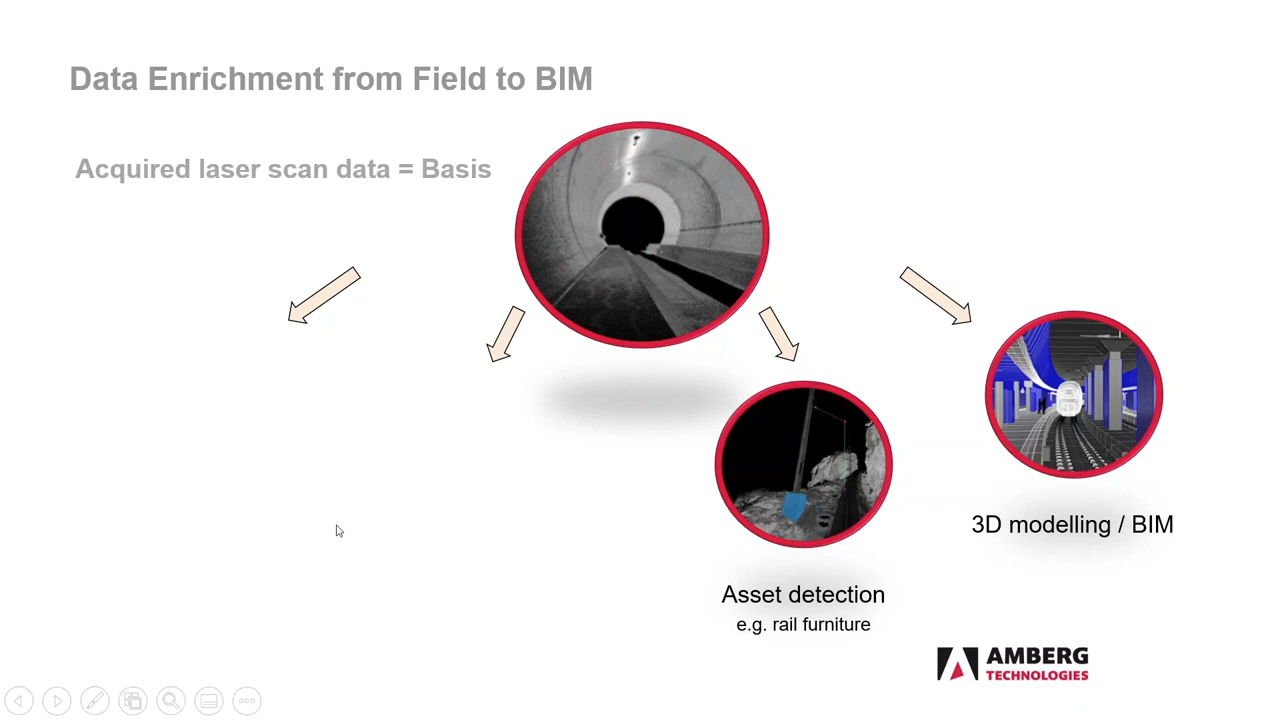 Data Enrichment from Field to BIM
Acquired laser scan data = Basis
3D modelling / BIM
Asset detection
e.g. rail furniture
AMBERG
TECHNOLOGIES